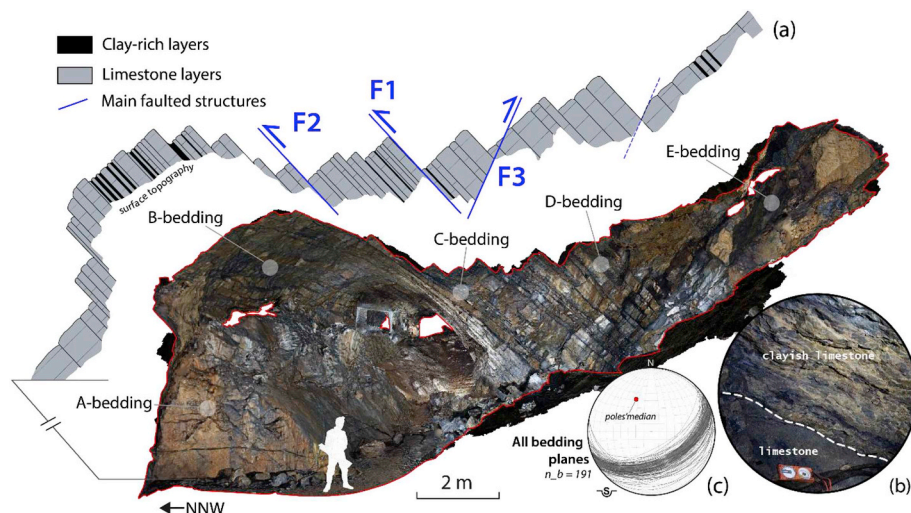 (a)
Clay-rich layers
Limestone layers
Main faulted structures
F1
F2
F3
surface topography
E-bedding
B-bedding
D-bedding
C-bedding
A-bedding
clayish limestone
limestone
N
poles'median
All bedding
planes
n_b = 191
S
(c)
(b)
2 m
←NNW